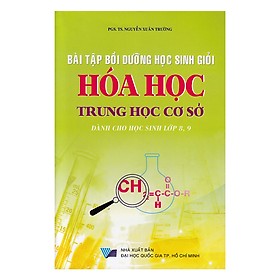 PGS. TS. NGUYỄN XUÂN TRƯỜNG
BÀI TẬP BỒI DƯỠNG HỌC SINH GIỎI
HÓA HỌC
TRUNG HỌC CƠ SỞ
DÀNH CHO HỌC SINH LỚP 8, 9
CH2=C-C-O-R
NHÀ XUẤT BẢN
ĐẠI HỌC QUỐC GIA TP. HỒ CHÍ MINH